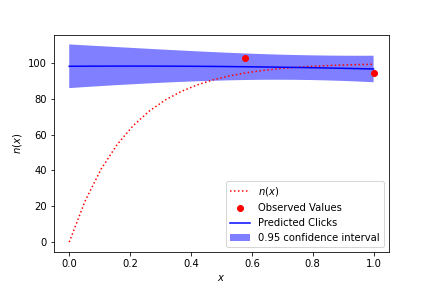 100
80
60
40
20
0
n(x)
0.0
0.2
0.4
0.6
0.8
1.0
x
n(x)
Observed Values
Predicted Clicks
0.95 confidence interval